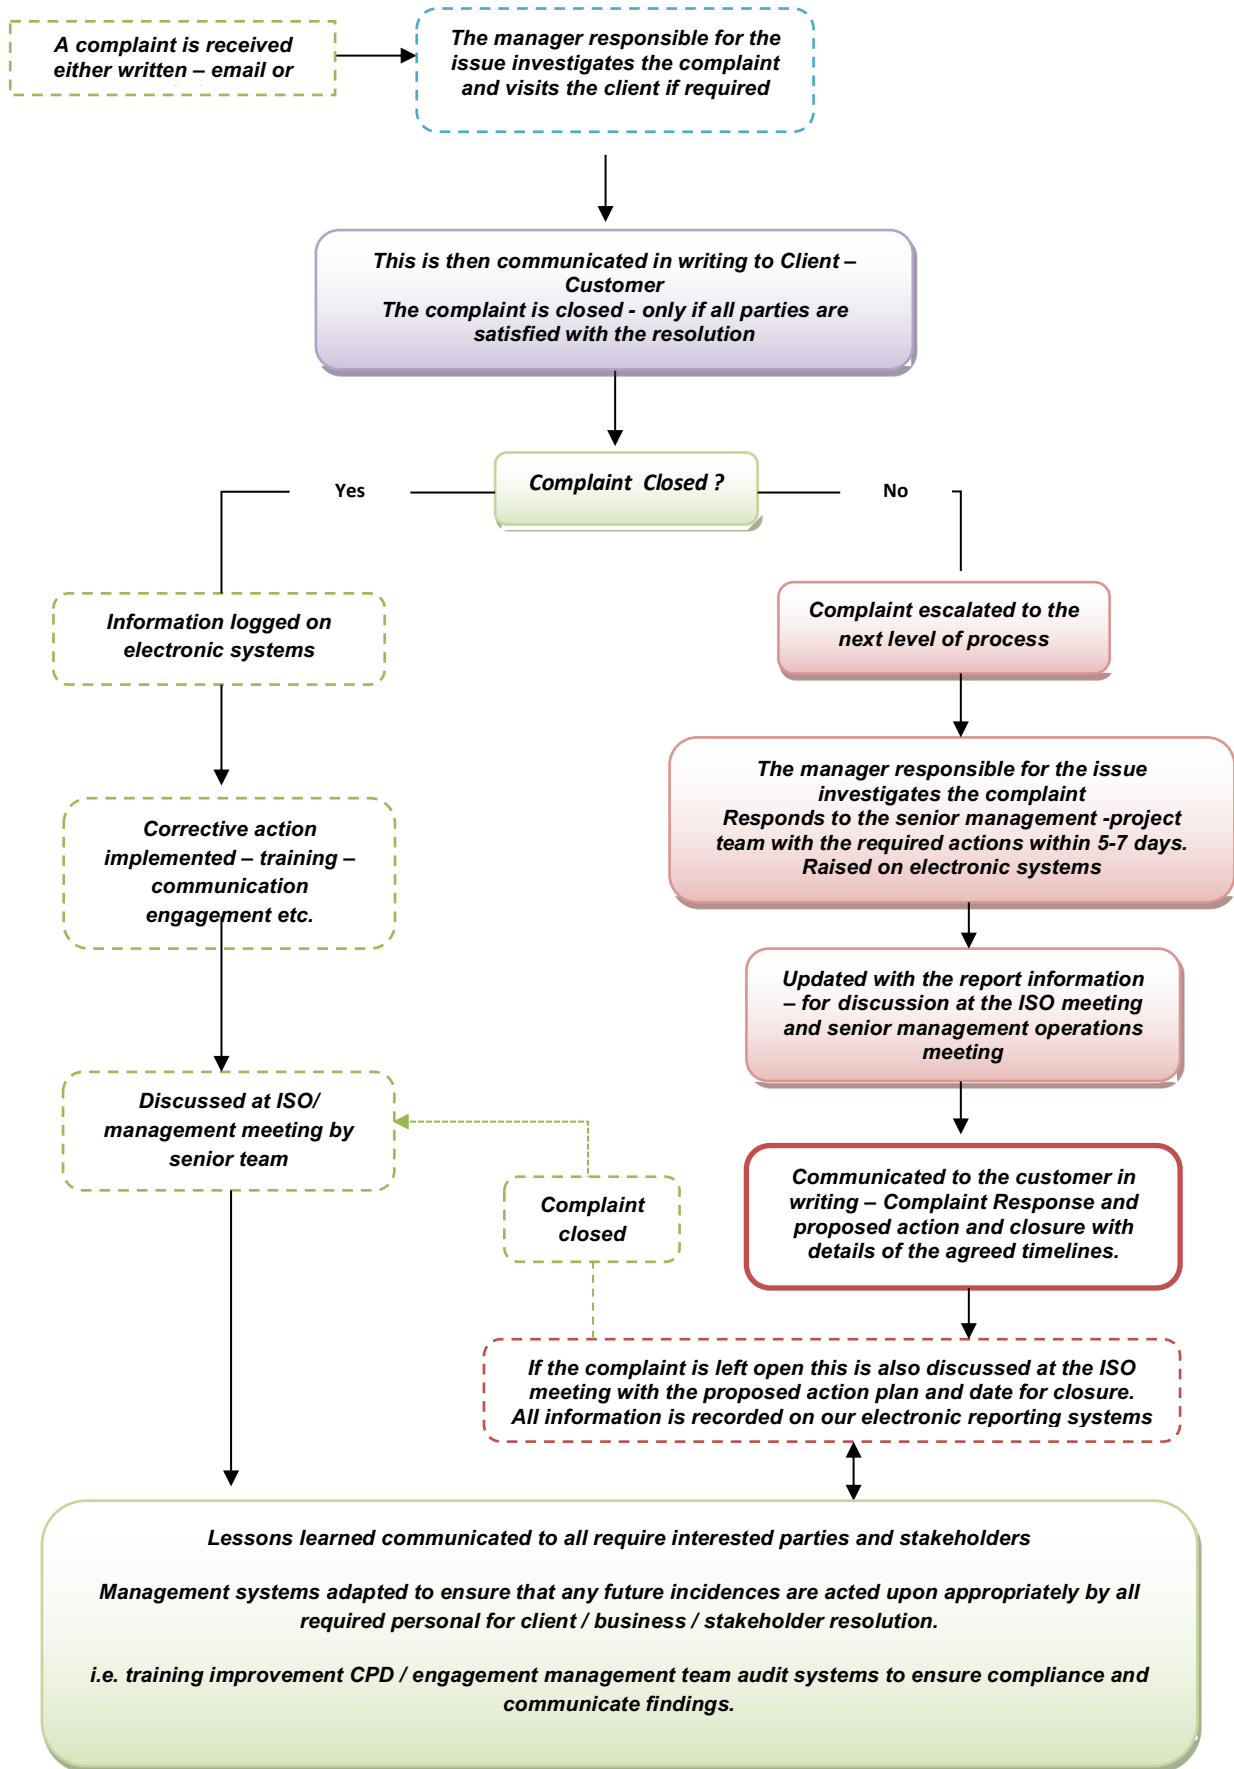 A complaint is received
either written – email or
The manager responsible for the
issue investigates the complaint
and visits the client if required
This is then communicated in writing to Client –
Customer
The complaint is closed - only if all parties are
satisfied with the resolution
Complaint Closed ?
Yes
No
Information logged on
electronic systems
Complaint escalated to the
next level of process
Corrective action
implemented – training –
communication
engagement etc.
The manager responsible for the issue
investigates the complaint
Responds to the senior management -project
team with the required actions within 5-7 days.
Raised on electronic systems
Updated with the report information
– for discussion at the ISO meeting
and senior management operations
meeting
Discussed at ISO/
management meeting by
senior team
Complaint
closed
Communicated to the customer in
writing – Complaint Response and
proposed action and closure with
details of the agreed timelines.
If the complaint is left open this is also discussed at the ISO
meeting with the proposed action plan and date for closure.
All information is recorded on our electronic reporting systems
Lessons learned communicated to all require interested parties and stakeholders
Management systems adapted to ensure that any future incidences are acted upon appropriately by all
required personal for client / business / stakeholder resolution.
i.e. training improvement CPD / engagement management team audit systems to ensure compliance and
communicate findings.